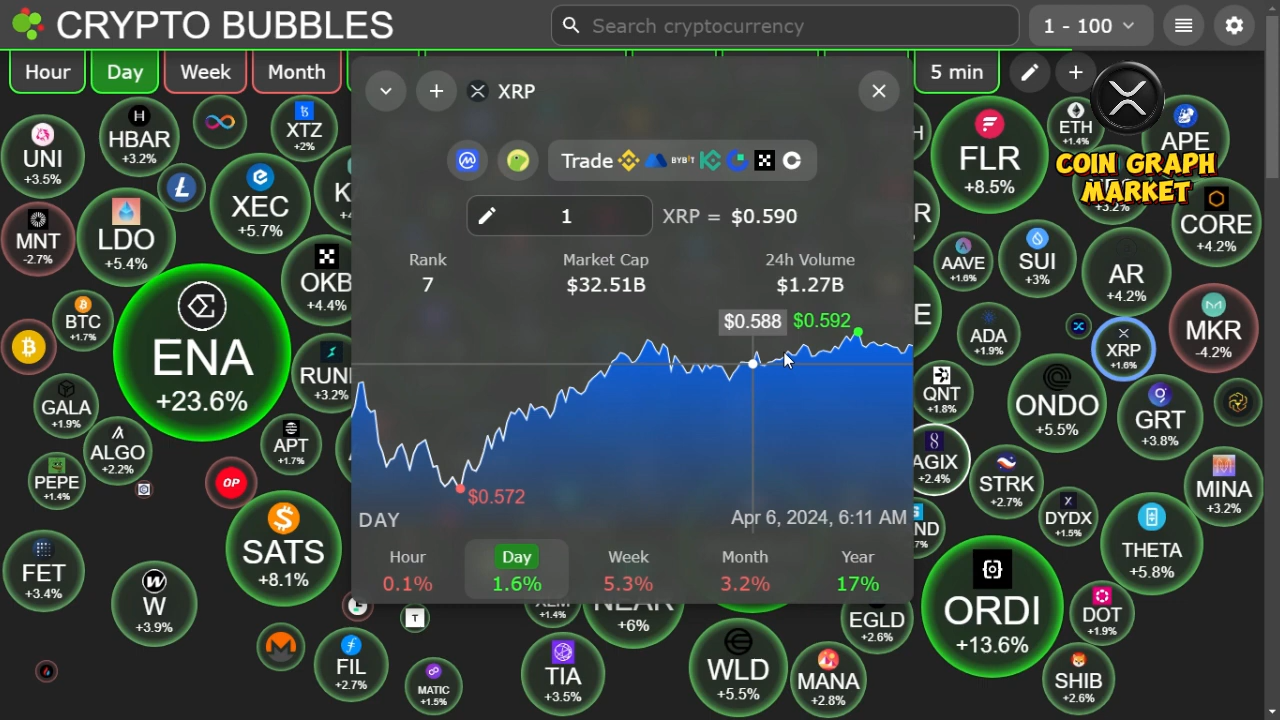 CRYPTO BUBBLES
Search cryptocurrency
1 - 100
Hour
Day
Week
Month
5 min
XRP
COIN GRAPH
MARKET
Trade
BYBIT
1
XRP = $0.590
Rank
Market Cap
24h Volume
7
$32.51B
$1.27B
$0.588
$0.592
$0.572
DAY
Apr 6, 2024, 6:11 AM
Hour
Day
Week
Month
Year
0.1%
1.6%
5.3%
3.2%
17%
UNI
+3.5%
HBAR
+3.2%
XTZ
+2%
XEC
+5.7%
MNT
-2.7%
LDO
+5.4%
OKB
+4.4%
BTC
+1.7%
ENA
+23.6%
RUN
+3.2%
GALA
+1.9%
ALGO
+2.2%
APT
+1.7%
PEPE
+1.4%
OP
SATS
+8.1%
FET
+3.4%
W
+3.9%
FIL
+2.7%
MATIC
+1.5%
+1.4%
NEAR
+6%
TIA
+3.5%
WLD
+5.5%
MANA
+2.8%
EGLD
+2.6%
FLR
+8.5%
ETH
+1.4%
APE
+3.2%
CORE
+4.2%
AAVE
+1.6%
SUI
+3%
AR
+4.2%
ADA
+1.9%
XRP
+1.6%
MKR
-4.2%
QNT
+1.8%
ONDO
+5.5%
GRT
+3.8%
AGIX
+2.4%
STRK
+2.7%
MINA
+3.2%
DYDX
+1.5%
THETA
+5.8%
ORDI
+13.6%
DOT
+1.9%
SHIB
+2.6%